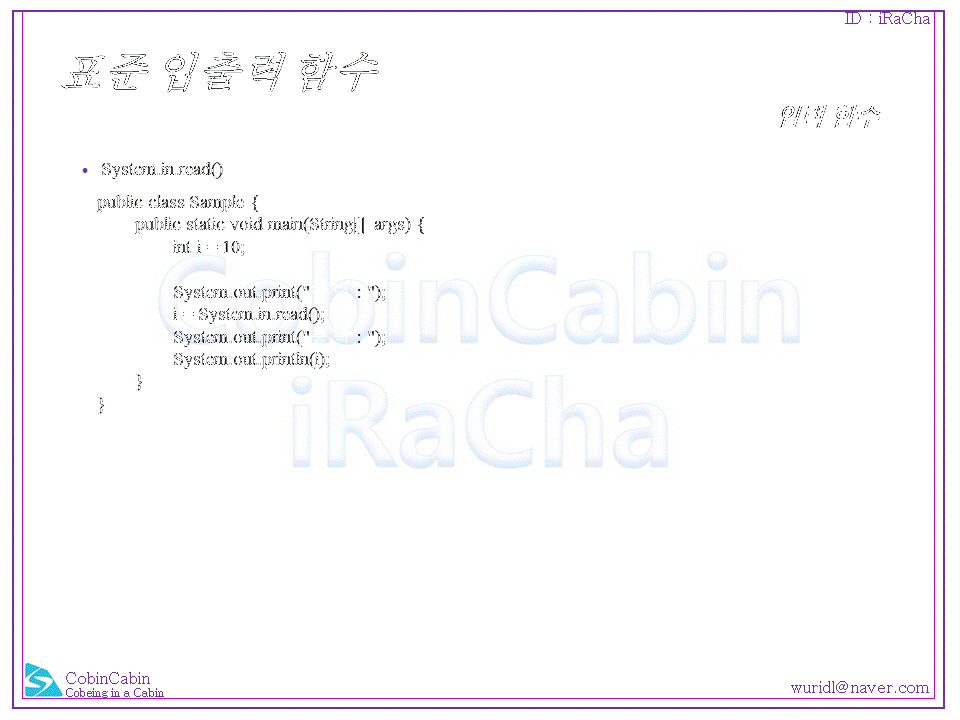 ID : iRaCha
표준 입출력 함수
입력 함수
• System.in.read()
public class Sample {
public static void main(String[] args) {
int i = 10;
System.out.print(" : ");
i = System.in.read();
System.out.print(" : ");
System.out.println(i);
}
}
CobinCabin
iRaCha
CobinCabin
Cobeing in a Cabin
wuridl@naver.com